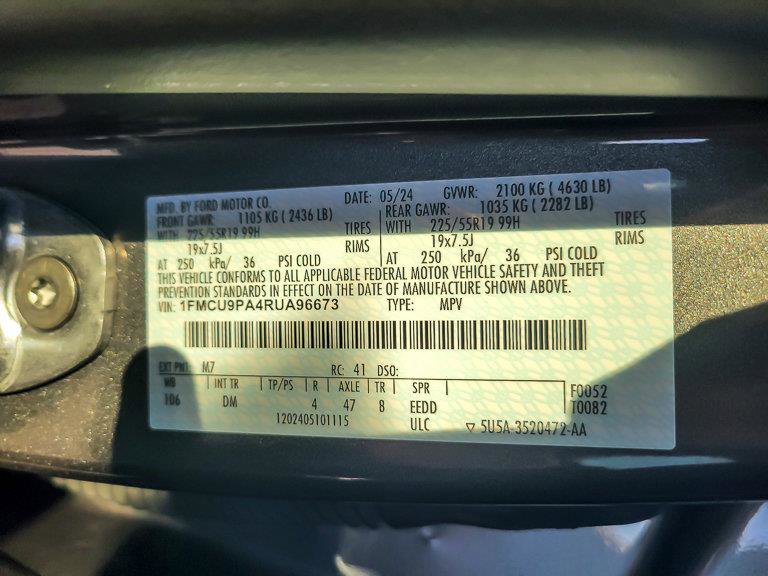 MFD. BY FORD MOTOR CO. DATE: 05/24 GVWR: 2100 KG ( 4630 LB)
FRONT GAWR: 1105 KG ( 2436 LB) REAR GAWR: 1035 KG ( 2282 LB)
WITH 225/55R19 99H TIRES WITH 225/55R19 99H TIRES
19x7.5J RIMS 19x7.5J RIMS
AT 250 kPa/ 36 PSI COLD AT 250 kPa/ 36 PSI COLD
THIS VEHICLE CONFORMS TO ALL APPLICABLE FEDERAL MOTOR VEHICLE SAFETY AND THEFT
PREVENTION STANDARDS IN EFFECT ON THE DATE OF MANUFACTURE SHOWN ABOVE.
VIN: 1FMCU9PA4RUA96673 TYPE: MPV
EXT PNT: M7 RC: 41 DSO:
WB INT TR TP/PS R AXLE TR SPR F0052
106 DM 4 47 8 EEDD T0082
1202405101115 ULC ▽ 5U5A-3520472-AA